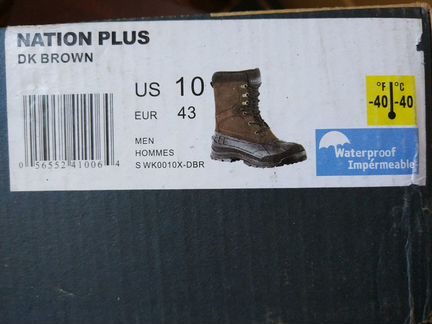 NATION PLUS
DK BROWN
US 10
EUR 43
MEN
HOMMES
S WK0010X-DBR
0 56552 41006 4
°F °C
-40 -40
Waterproof
Imperméable